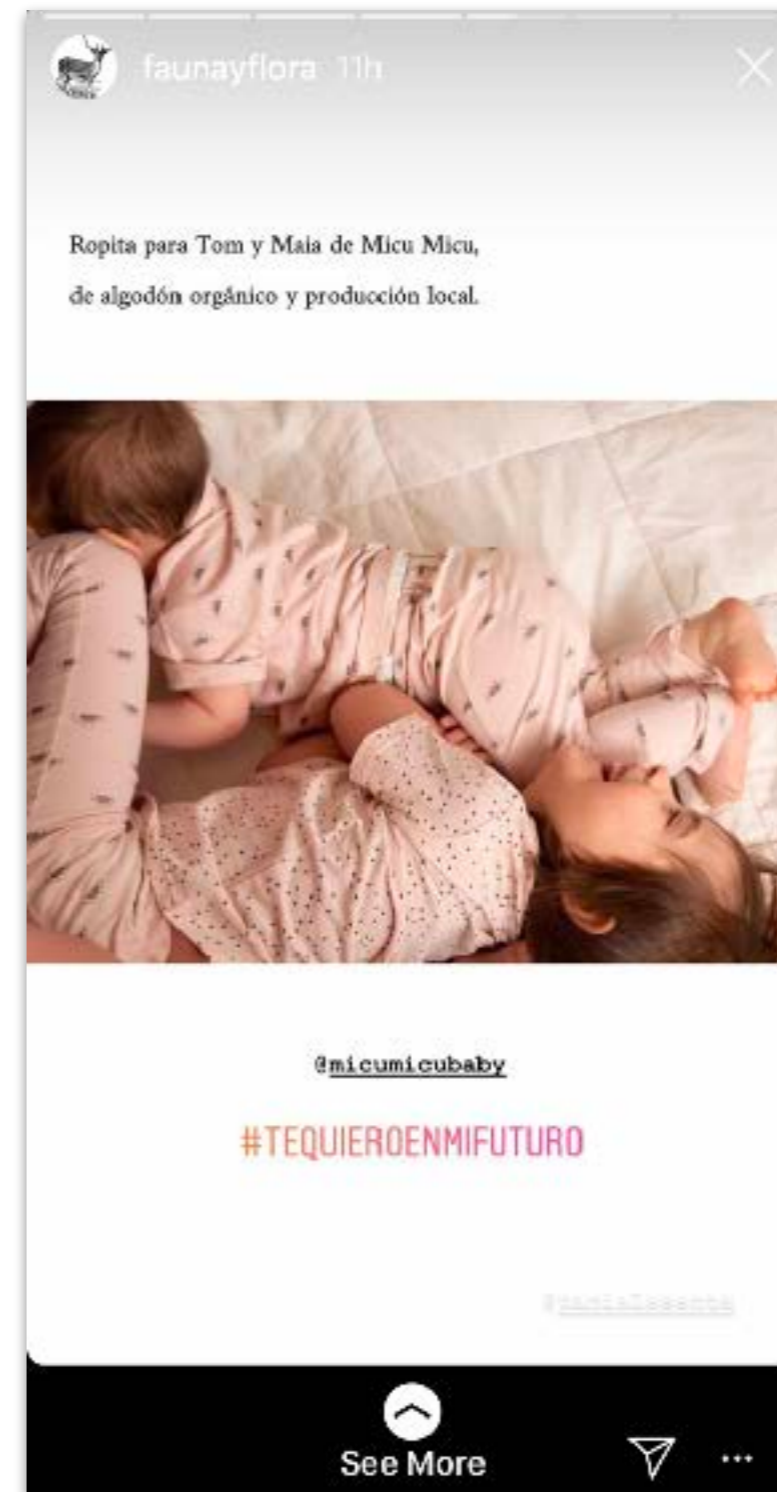 faunayflora 11h
Ropita para Tom y Maia de Micu Micu,
de algodón orgánico y producción local.
@micumicubaby
#TEQUIEROENMIFUTURO
See More